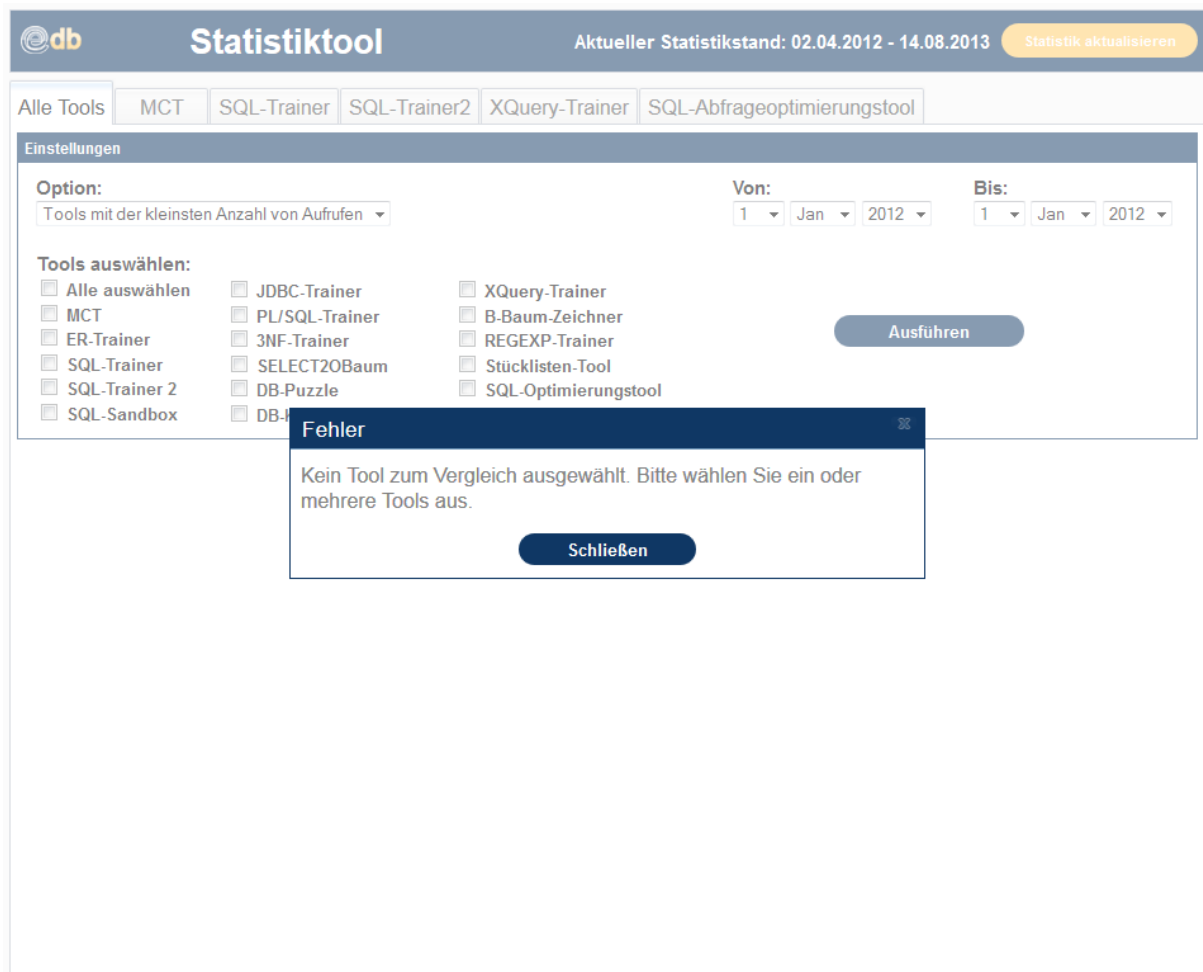 edb Statistiktool Aktueller Statistikstand: 02.04.2012 - 14.08.2013 Statistik aktualisieren
Alle Tools MCT SQL-Trainer SQL-Trainer2 XQuery-Trainer SQL-Abfrageoptimierungstool
Einstellungen
Option: Von: Bis:
Tools mit der kleinsten Anzahl von Aufrufen 1 Jan 2012 1 Jan 2012
Tools auswählen:
Alle auswählen JDBC-Trainer XQuery-Trainer
MCT PL/SQL-Trainer B-Baum-Zeichner
ER-Trainer 3NF-Trainer REGEXP-Trainer
Ausführen
SQL-Trainer SELECT2OBaum Stücklisten-Tool
SQL-Trainer 2 DB-Puzzle SQL-Optimierungstool
SQL-Sandbox
Fehler
Kein Tool zum Vergleich ausgewählt. Bitte wählen Sie ein oder
mehrere Tools aus.
Schließen